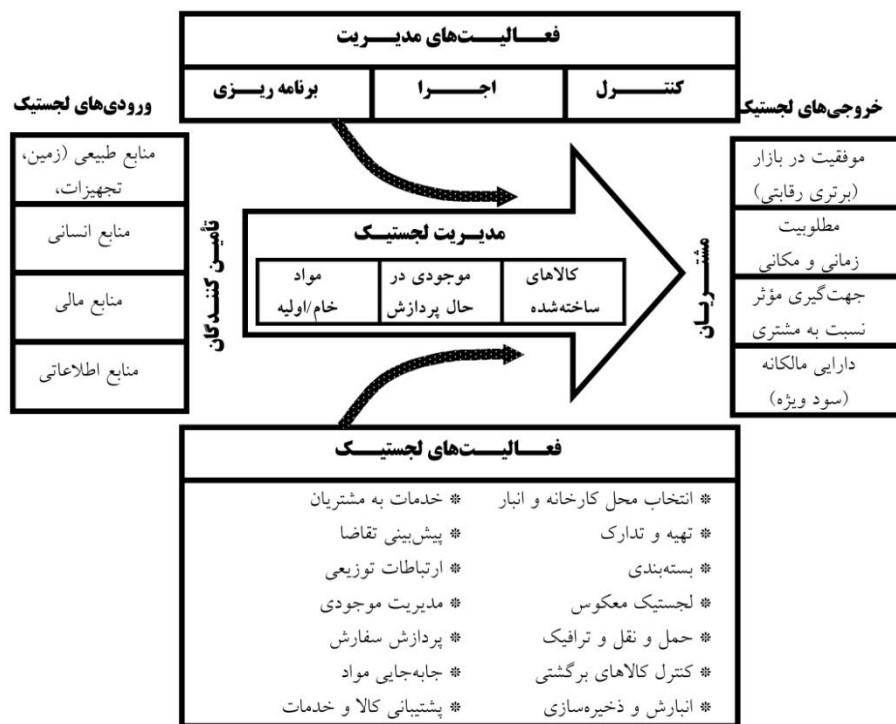 فعالیت‌های مدیریت
کنترل
اجرا
برنامه ریزی
خروجی‌های لجستیک
موفقیت در بازار
(برتری رقابتی)
مطلوبیت
زمانی و مکانی
جهت‌گیری مؤثر
نسبت به مشتری
دارایی مالکانه
(سود ویژه)
مشتریان
مدیریت لجستیک
کالاهای
ساخته‌شده
موجودی در
حال پردازش
مواد
خام/اولیه
تأمین کنندگان
ورودی‌های لجستیک
منابع طبیعی (زمین،
تجهیزات،
منابع انسانی
منابع مالی
منابع اطلاعاتی
فعالیت‌های لجستیک
* انتخاب محل کارخانه و انبار
* تهیه و تدارک
* بسته‌بندی
* لجستیک معکوس
* حمل و نقل و ترافیک
* کنترل کالاهای برگشتی
* انبارش و ذخیره‌سازی
* خدمات به مشتریان
* پیش‌بینی تقاضا
* ارتباطات توزیعی
* مدیریت موجودی
* پردازش سفارش
* جابه‌جایی مواد
* پشتیبانی کالا و خدمات